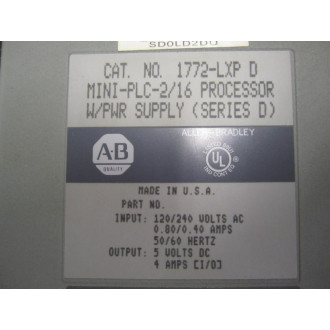 SD0LD2DQ
CAT. NO. 1772-LXP D
MINI-PLC-2/16 PROCESSOR
W/PWR SUPPLY (SERIES D)
ALLEN-BRADLEY
A-B
QUALITY
UL
MADE IN U.S.A.
PART NO.
INPUT: 120/240 VOLTS AC
0.80/0.40 AMPS
50/60 HERTZ
OUTPUT: 5 VOLTS DC
4 AMPS [I/O]